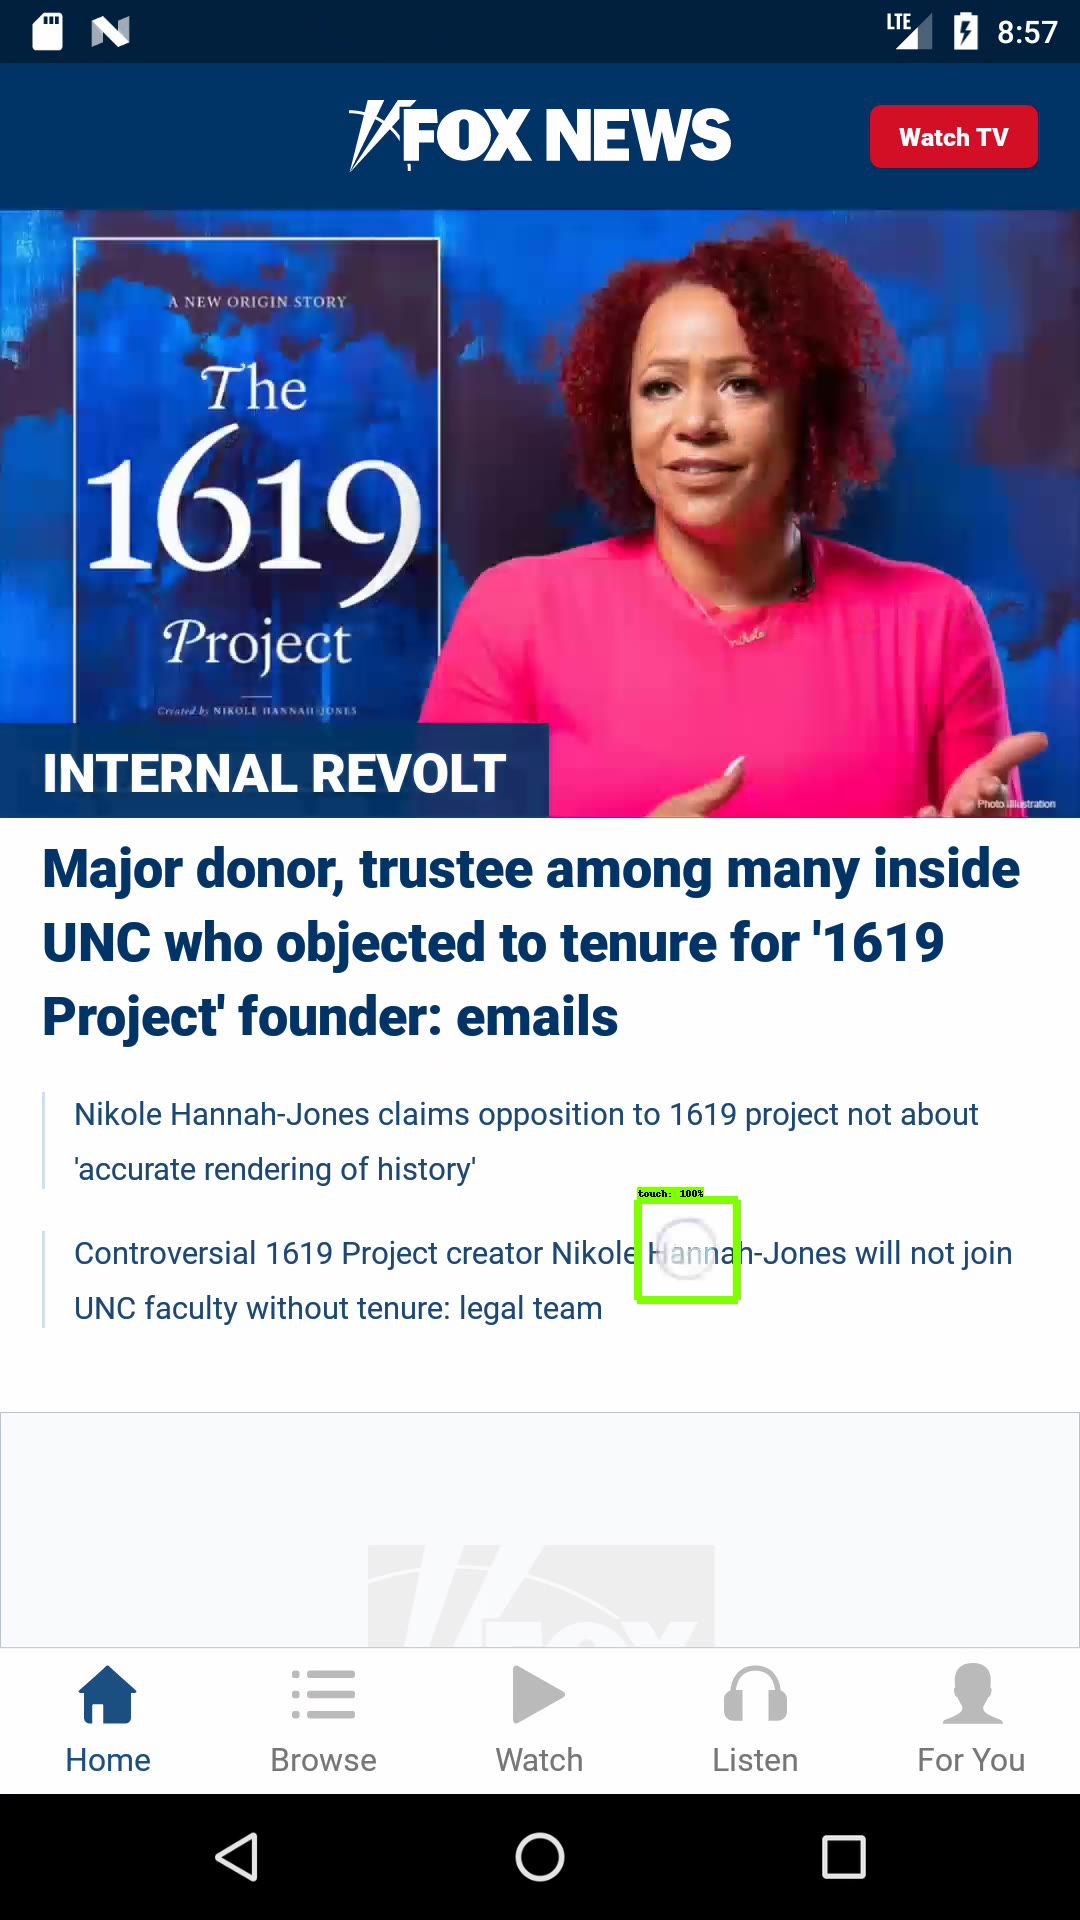 LTE 8:57
FOX NEWS
Watch TV
A NEW ORIGIN STORY
The
1619
Project
Created by NIKOLE HANNAH-JONES
nikole
INTERNAL REVOLT
Photo Illustration
Major donor, trustee among many inside
UNC who objected to tenure for '1619
Project' founder: emails
Nikole Hannah-Jones claims opposition to 1619 project not about
'accurate rendering of history'
touch: 100%
Controversial 1619 Project creator Nikole Hannah-Jones will not join
UNC faculty without tenure: legal team
FOX
Home Browse Watch Listen For You